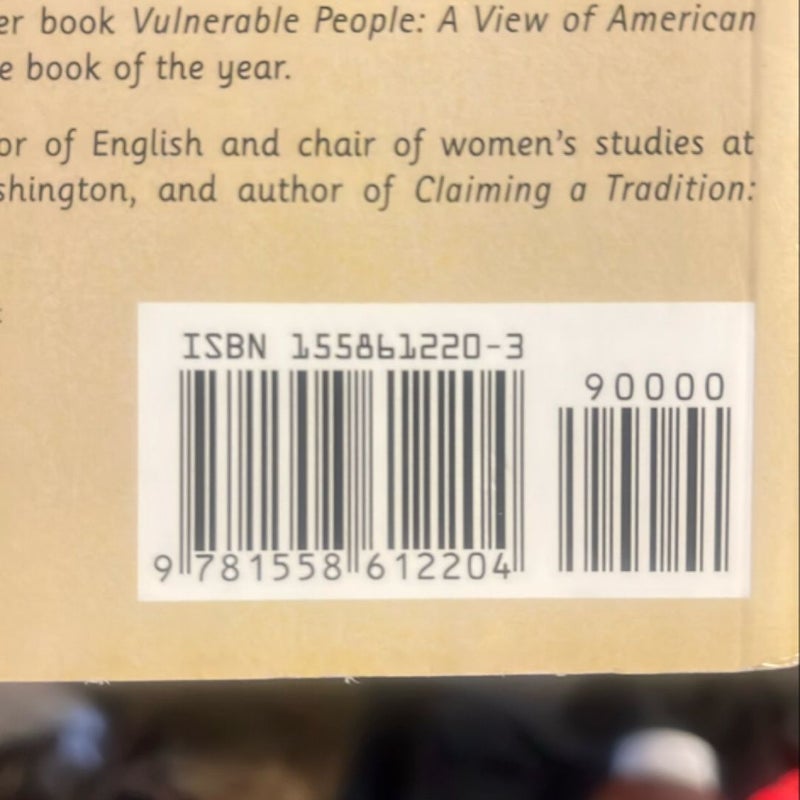 er book Vulnerable People: A View of American
e book of the year.
or of English and chair of women's studies at
shington, and author of Claiming a Tradition:
ISBN 155861220-3
90000
9 781558 612204